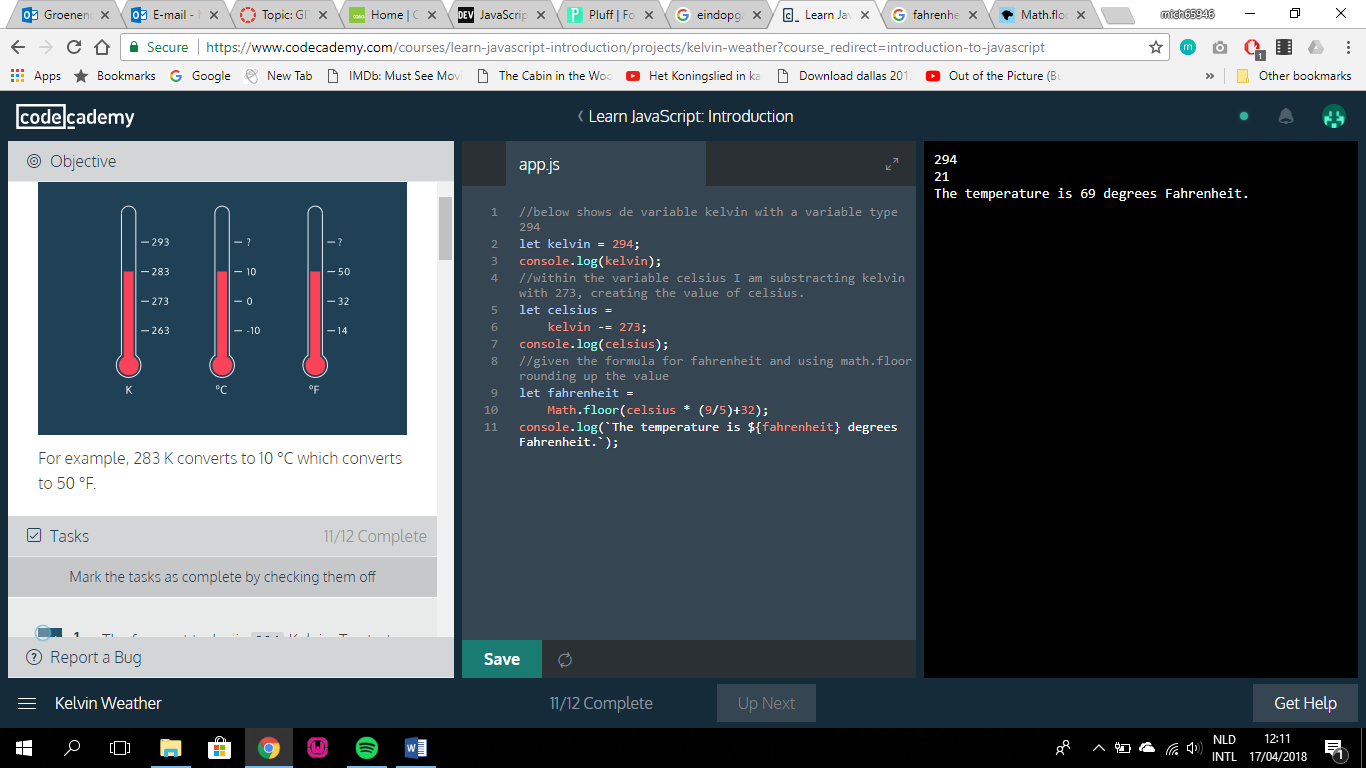 Groenen
E-mail -
Topic: GI
Home | C
JavaScrip
Pluff | Fo
eindopg
Learn Jav
fahrenhe
Math.flo
mich65946
Secure
https://www.codecademy.com/courses/learn-javascript-introduction/projects/kelvin-weather?course_redirect=introduction-to-javascript
Apps
Bookmarks
Google
New Tab
IMDb: Must See Mov
The Cabin in the Woo
Het Koningslied in ka
Download dallas 201
Out of the Picture (Bu
»
Other bookmarks
codecademy
Learn JavaScript: Introduction
Objective
293
283
273
263
K
?
10
0
-10
°C
?
50
32
14
°F
For example, 283 K converts to 10 °C which converts
to 50 °F.
Tasks
11/12 Complete
Mark the tasks as complete by checking them off
Report a Bug
app.js
1 //below shows de variable kelvin with a variable type
294
2 let kelvin = 294;
3 console.log(kelvin);
4 //within the variable celsius I am substracting kelvin
with 273, creating the value of celsius.
5 let celsius =
6 kelvin -= 273;
7 console.log(celsius);
8 //given the formula for fahrenheit and using math.floor
rounding up the value
9 let fahrenheit =
10 Math.floor(celsius * (9/5)+32);
11 console.log(`The temperature is ${fahrenheit} degrees
Fahrenheit.`);
Save
294
21
The temperature is 69 degrees Fahrenheit.
Kelvin Weather
11/12 Complete
Up Next
Get Help
NLD
INTL
12:11
17/04/2018
1